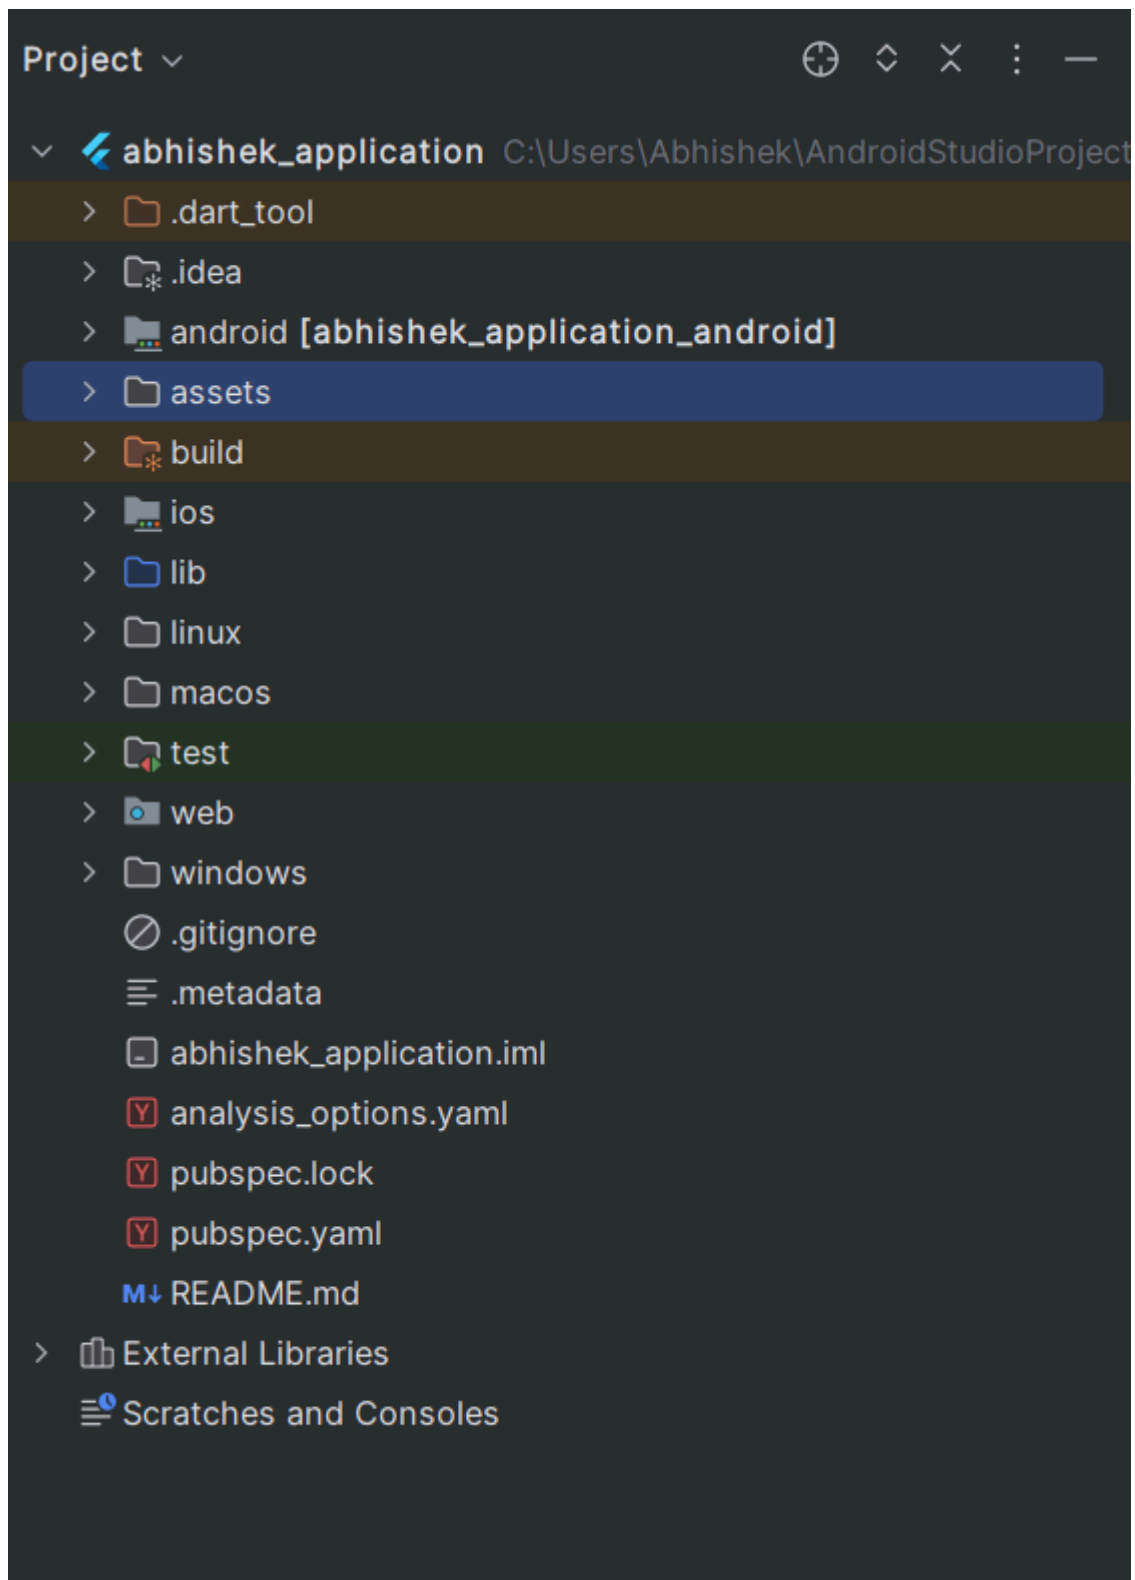 Project
abhishek_application C:\Users\Abhishek\AndroidStudioProject
.dart_tool
.idea
android [abhishek_application_android]
assets
build
ios
lib
linux
macos
test
web
windows
.gitignore
.metadata
abhishek_application.iml
analysis_options.yaml
pubspec.lock
pubspec.yaml
README.md
External Libraries
Scratches and Consoles